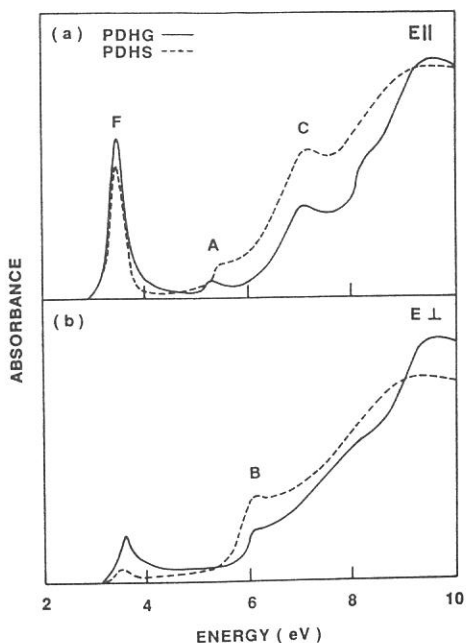 (a) PDHG E||
PDHS
F
C
A
(b) E ⊥
B
ABSORBANCE
2 4 6 8 10
ENERGY (eV)